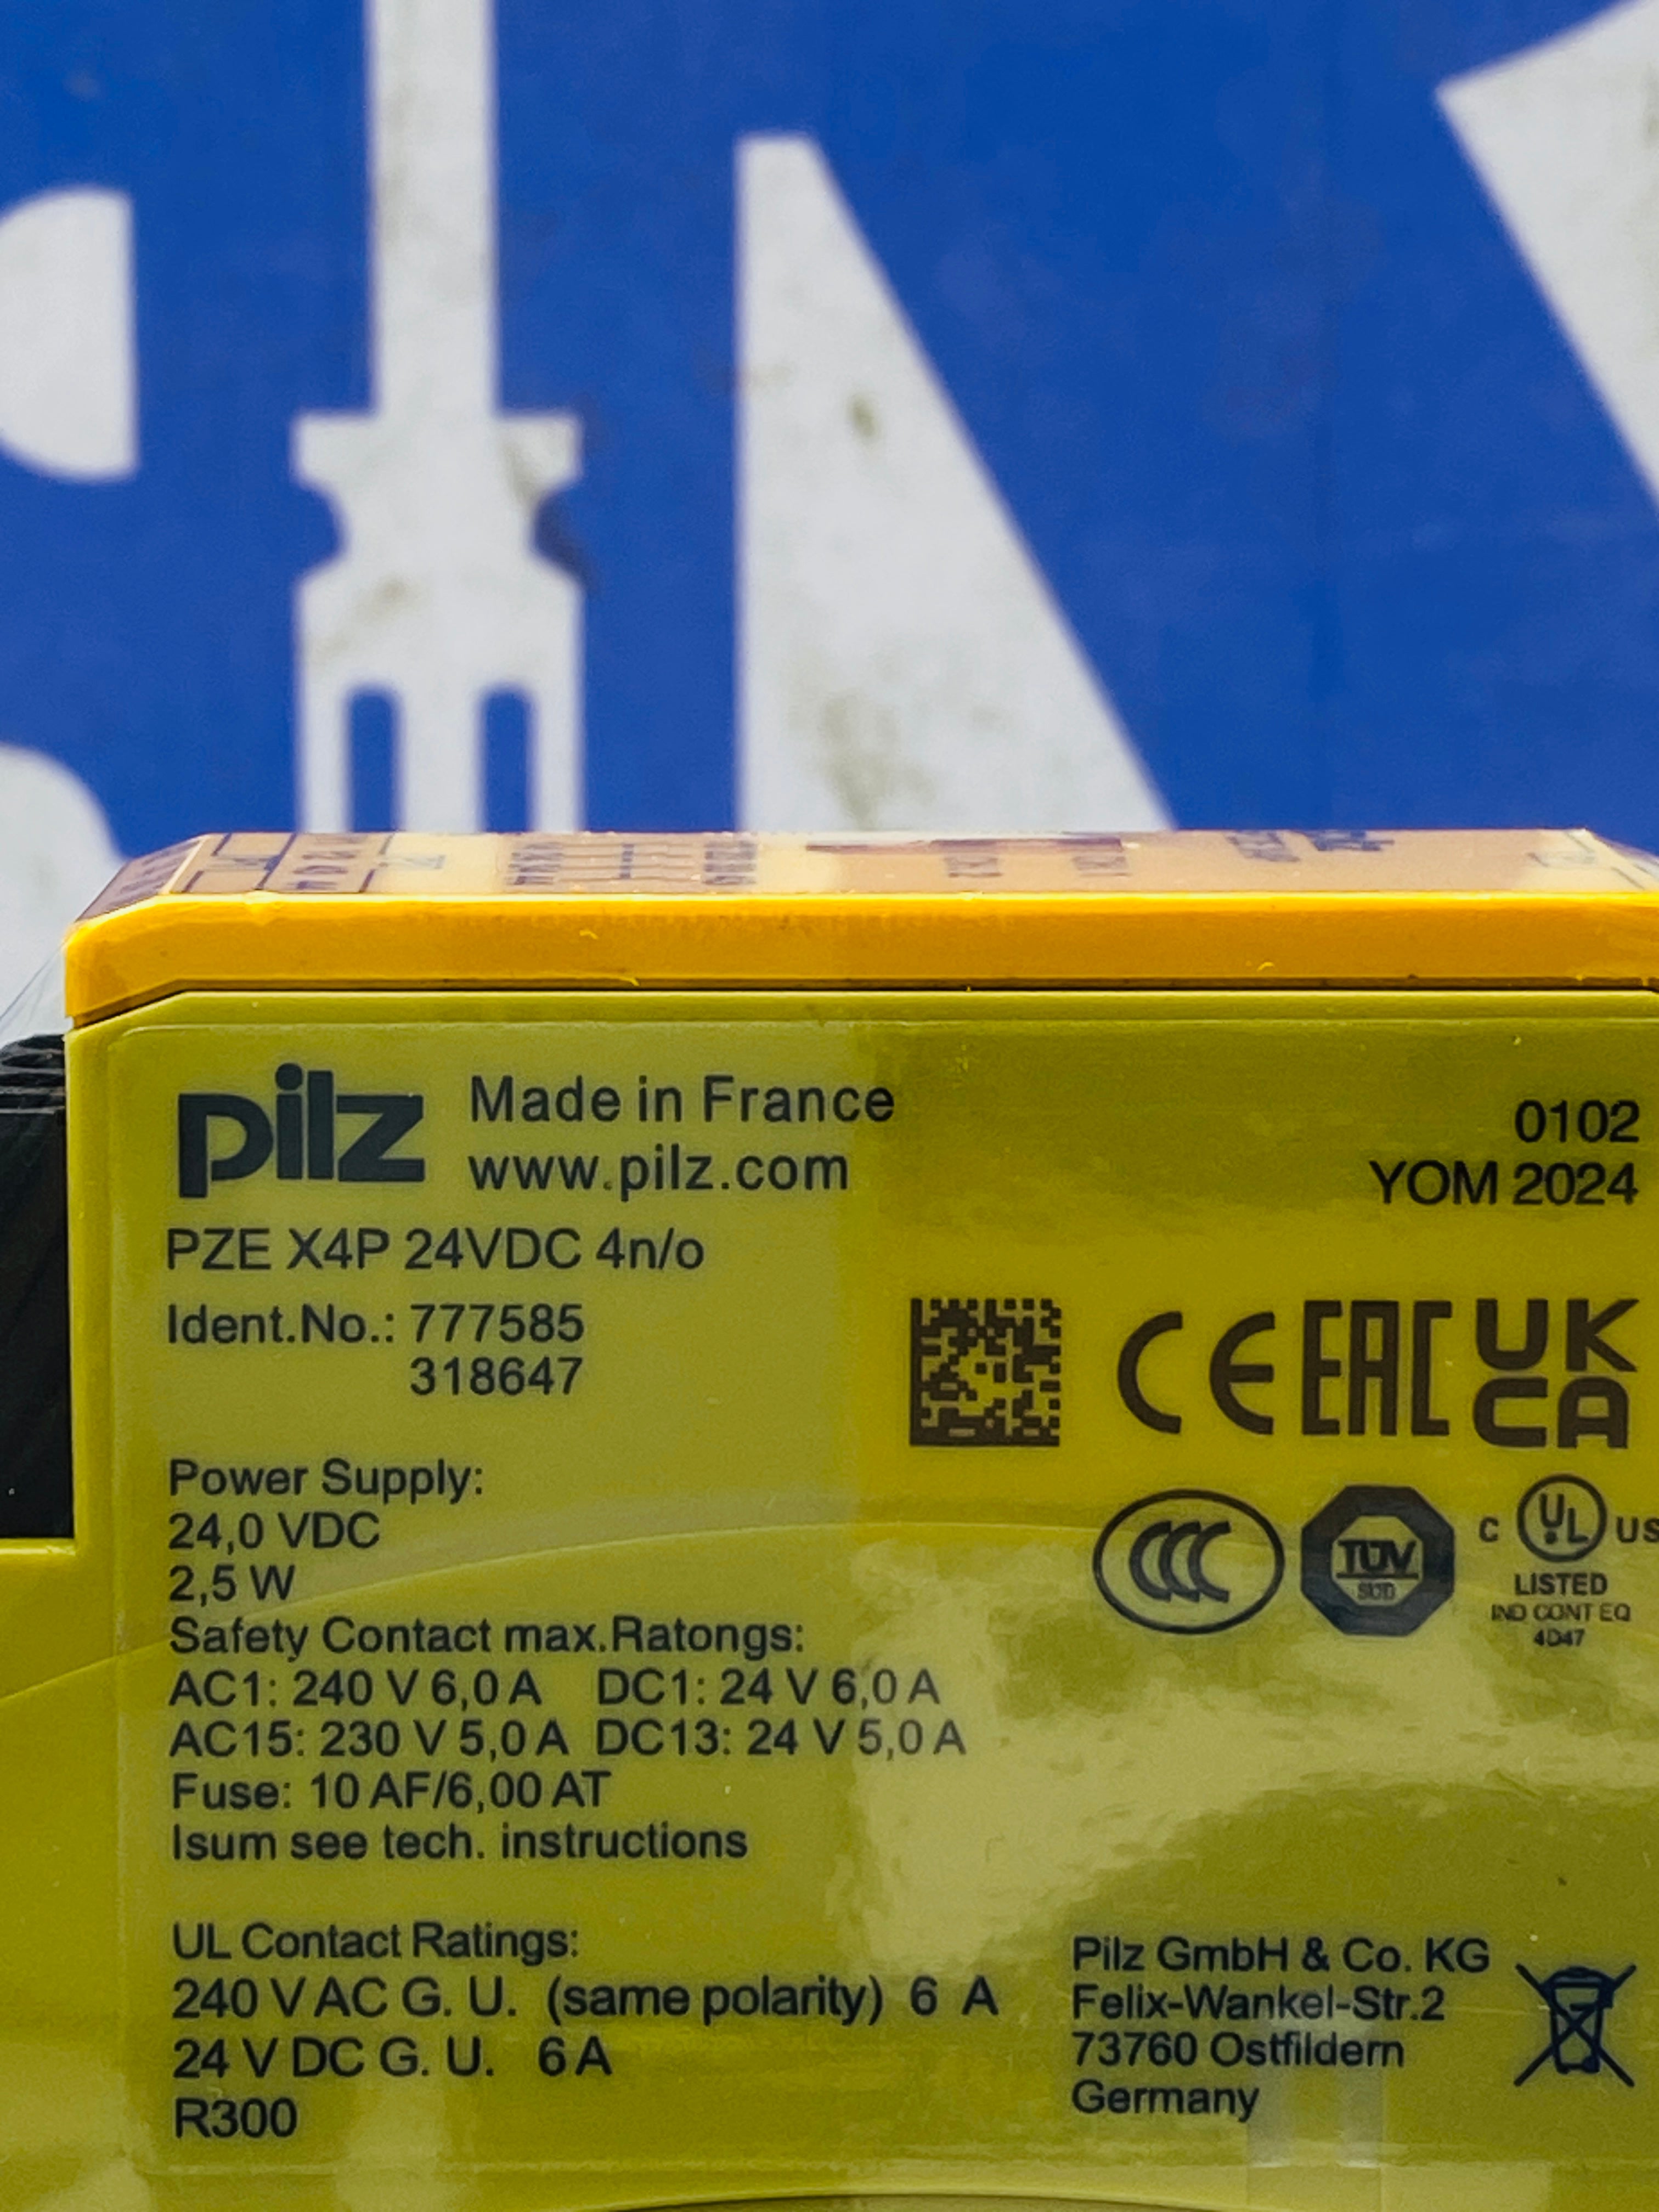 pilz
Made in France
www.pilz.com
0102
YOM 2024
PZE X4P 24VDC 4n/o
Ident.No.: 777585
318647
CE EAC UK
CA
Power Supply:
24,0 VDC
2,5 W
CCC
TÜV
SÜD
C UL US
LISTED
IND CONT EQ
4D47
Safety Contact max.Ratongs:
AC1: 240 V 6,0 A DC1: 24 V 6,0 A
AC15: 230 V 5,0 A DC13: 24 V 5,0 A
Fuse: 10 AF/6,00 AT
Isum see tech. instructions
UL Contact Ratings:
240 V AC G. U. (same polarity) 6 A
24 V DC G. U. 6 A
R300
Pilz GmbH & Co. KG
Felix-Wankel-Str.2
73760 Ostfildern
Germany